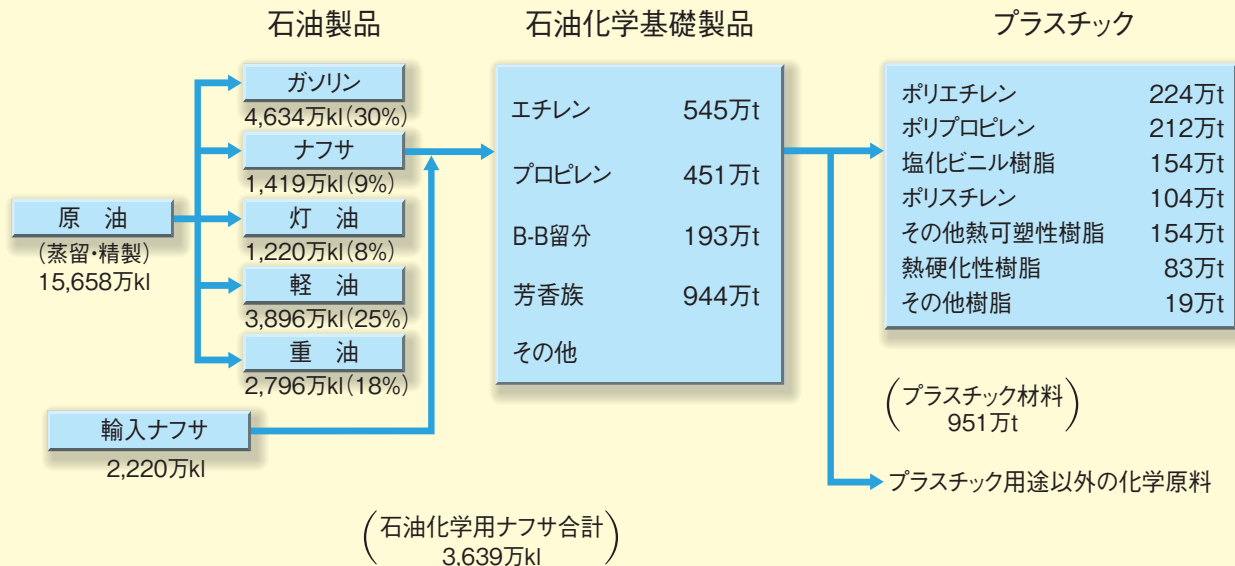 石油製品
石油化学基礎製品
プラスチック
原 油
(蒸留・精製)
15,658万kl
ガソリン
4,634万kl(30%)
ナフサ
1,419万kl(9%)
灯 油
1,220万kl(8%)
軽 油
3,896万kl(25%)
重 油
2,796万kl(18%)
輸入ナフサ
2,220万kl
(石油化学用ナフサ合計
3,639万kl)
エチレン 545万t
プロピレン 451万t
B-B留分 193万t
芳香族 944万t
その他
ポリエチレン 224万t
ポリプロピレン 212万t
塩化ビニル樹脂 154万t
ポリスチレン 104万t
その他熱可塑性樹脂 154万t
熱硬化性樹脂 83万t
その他樹脂 19万t
(プラスチック材料
951万t)
プラスチック用途以外の化学原料